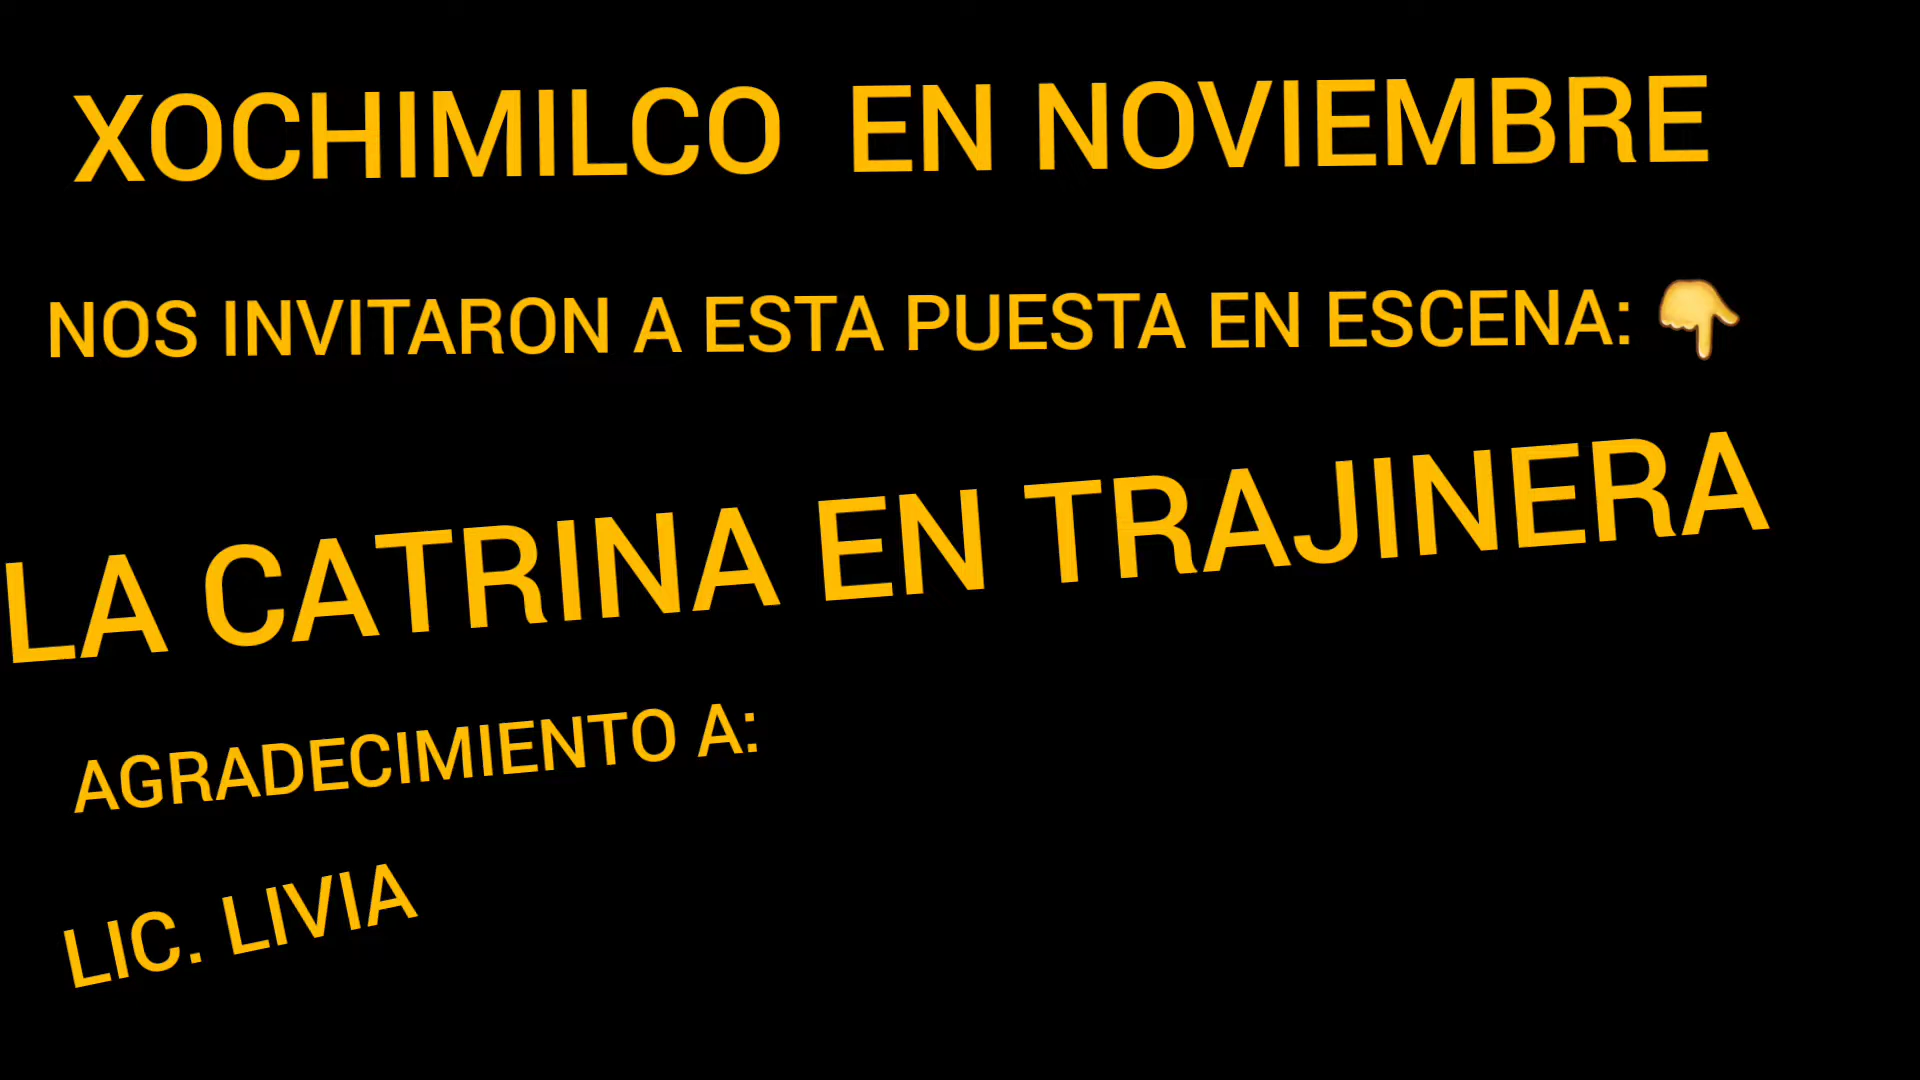 XOCHIMILCO EN NOVIEMBRE
NOS INVITARON A ESTA PUESTA EN ESCENA: 👇
LA CATRINA EN TRAJINERA
AGRADECIMIENTO A:
LIC. LIVIA